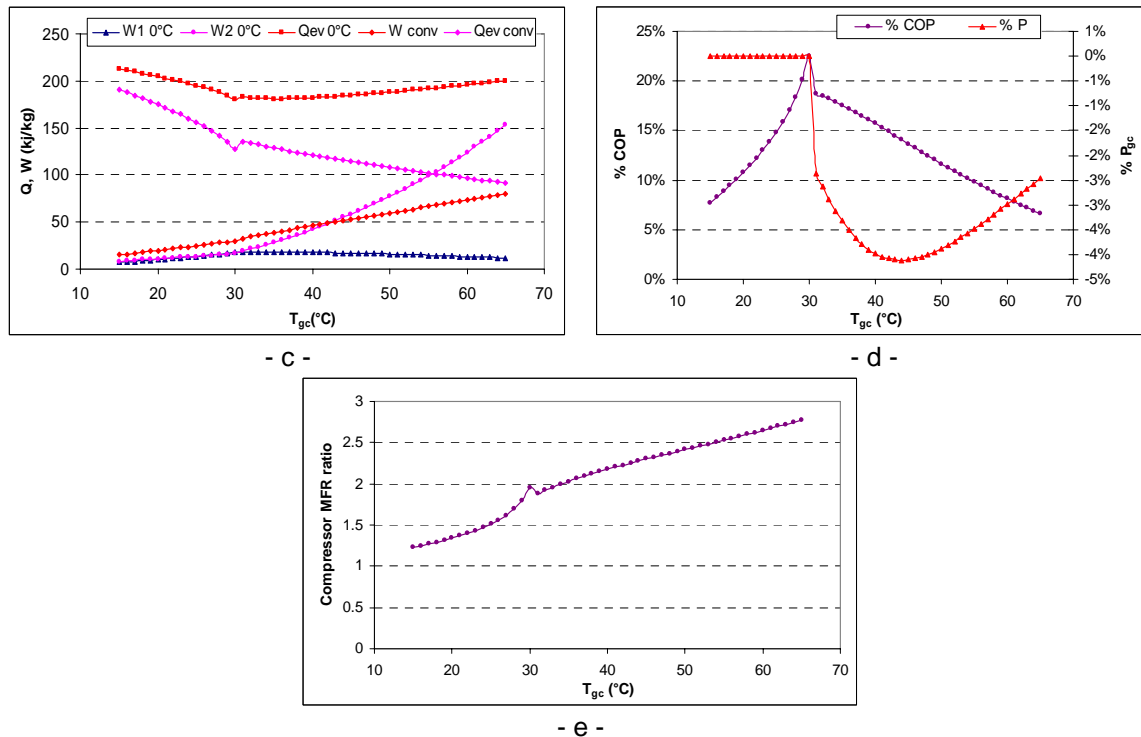 W1 0°C W2 0°C Qev 0°C W conv Qev conv
Q, W (kj/kg)
250
200
150
100
50
0
10 20 30 40 50 60 70
Tgc(°C)
- c -
% COP % P
% COP
25%
20%
15%
10%
5%
0%
% Pgc
1%
0%
-1%
-1%
-2%
-2%
-3%
-3%
-4%
-4%
-5%
10 20 30 40 50 60 70
Tgc (°C)
- d -
Compressor MFR ratio
3
2.5
2
1.5
1
0.5
0
10 20 30 40 50 60 70
Tgc (°C)
- e -